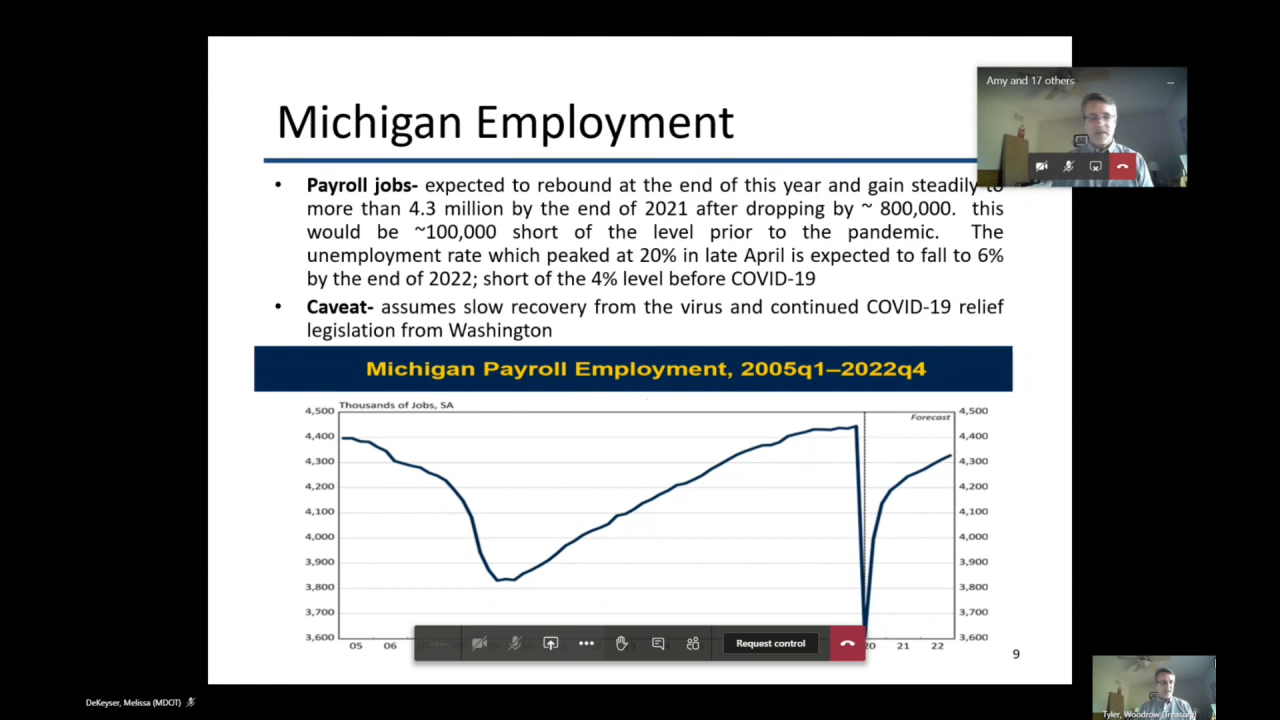 Michigan Employment
Amy and 17 others
• Payroll jobs- expected to rebound at the end of this year and gain steadily to
more than 4.3 million by the end of 2021 after dropping by ~ 800,000. this
would be ~100,000 short of the level prior to the pandemic. The
unemployment rate which peaked at 20% in late April is expected to fall to 6%
by the end of 2022; short of the 4% level before COVID-19
• Caveat- assumes slow recovery from the virus and continued COVID-19 relief
legislation from Washington
Michigan Payroll Employment, 2005q1–2022q4
Thousands of Jobs, SA
Forecast
4,500 4,500
4,400 4,400
4,300 4,300
4,200 4,200
4,100 4,100
4,000 4,000
3,900 3,900
3,800 3,800
3,700 3,700
3,600 3,600
05 06 20 21 22
Request control
9
DeKeyser, Melissa (MDOT)
Tyler, Woodrow (Treasury)